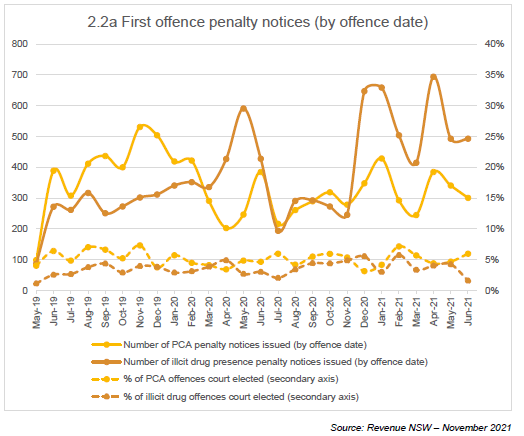 2.2a First offence penalty notices (by offence date)
800
700
600
500
400
300
200
100
0
40%
35%
30%
25%
20%
15%
10%
5%
0%
May-19
Jun-19
Jul-19
Aug-19
Sep-19
Oct-19
Nov-19
Dec-19
Jan-20
Feb-20
Mar-20
Apr-20
May-20
Jun-20
Jul-20
Aug-20
Sep-20
Oct-20
Nov-20
Dec-20
Jan-21
Feb-21
Mar-21
Apr-21
May-21
Jun-21
Number of PCA penalty notices issued (by offence date)
Number of illcit drug presence penalty notices issued (by offence date)
% of PCA offences court elected (secondary axis)
% of illicit drug offences court elected (secondary axis)
Source: Revenue NSW – November 2021